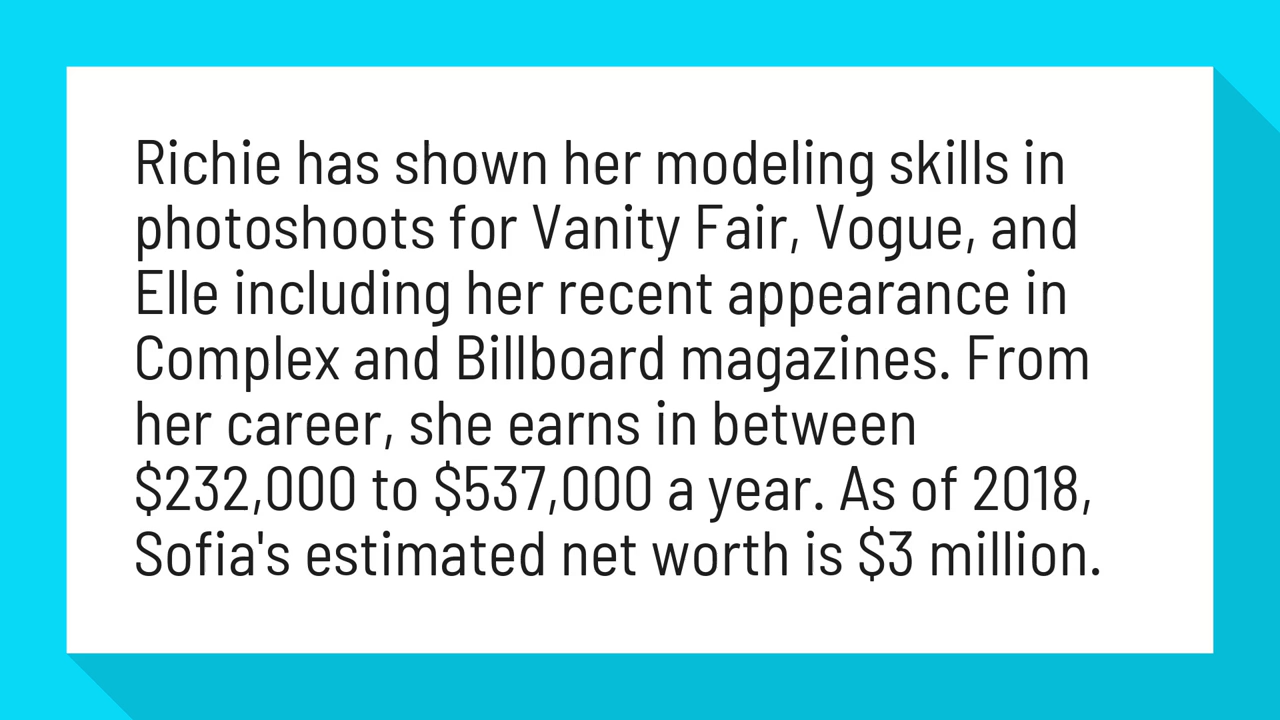 Richie has shown her modeling skills in
photoshoots for Vanity Fair, Vogue, and
Elle including her recent appearance in
Complex and Billboard magazines. From
her career, she earns in between
$232,000 to $537,000 a year. As of 2018,
Sofia's estimated net worth is $3 million.